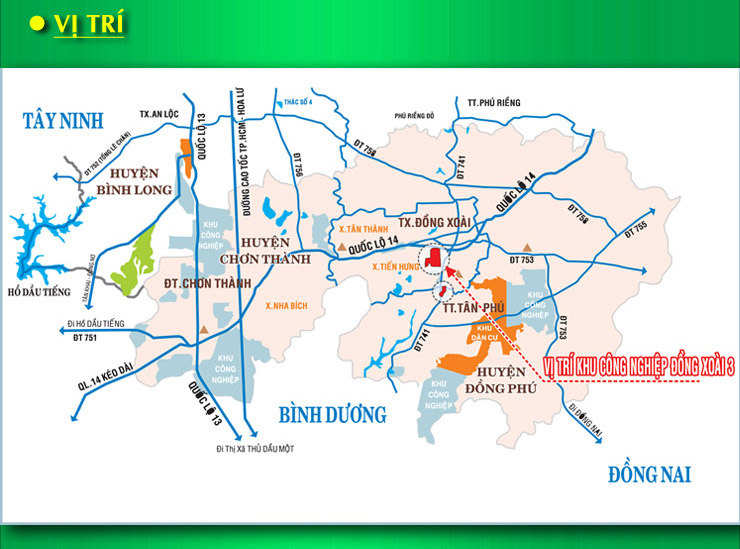 VỊ TRÍ
TÂY NINH
TX.AN LỘC
QUỐC LỘ 13
ĐƯỜNG CAO TỐC TP.HCM - HOA LƯ
THÁC SỐ 4
PHÚ RIỀNG ĐỎ
TT.PHÚ RIỀNG
ĐT 752 (TỐNG LÊ CHÂN)
HUYỆN
BÌNH LONG
ĐT 756
ĐT 758
ĐT 741
QUỐC LỘ 14
ĐT 756
ĐT 755
KHU
CÔNG
NGHIỆP
HUYỆN
CHƠN THÀNH
X.TÂN THÀNH
TX.ĐỒNG XOÀI
QUỐC LỘ 14
X.TIẾN HƯNG
ĐT 753
HỒ DẦU TIẾNG
ĐT.CHƠN THÀNH
X.NHA BÍCH
TT.TÂN PHÚ
KHU
CÔNG
NGHIỆP
Đi HỒ DẦU TIẾNG
ĐT 751
ĐT 741
KHU
DÂN CƯ
ĐT 753
QL.14 KÉO DÀI
KHU
CÔNG
NGHIỆP
VỊ TRÍ KHU CÔNG NGHIỆP ĐỒNG XOÀI 3
HUYỆN
ĐỒNG PHÚ
KHU
CÔNG
NGHIỆP
QUỐC LỘ 13
BÌNH DƯƠNG
ĐI ĐỒNG NAI
Đi Thị Xã THỦ DẦU MỘT
ĐỒNG NAI